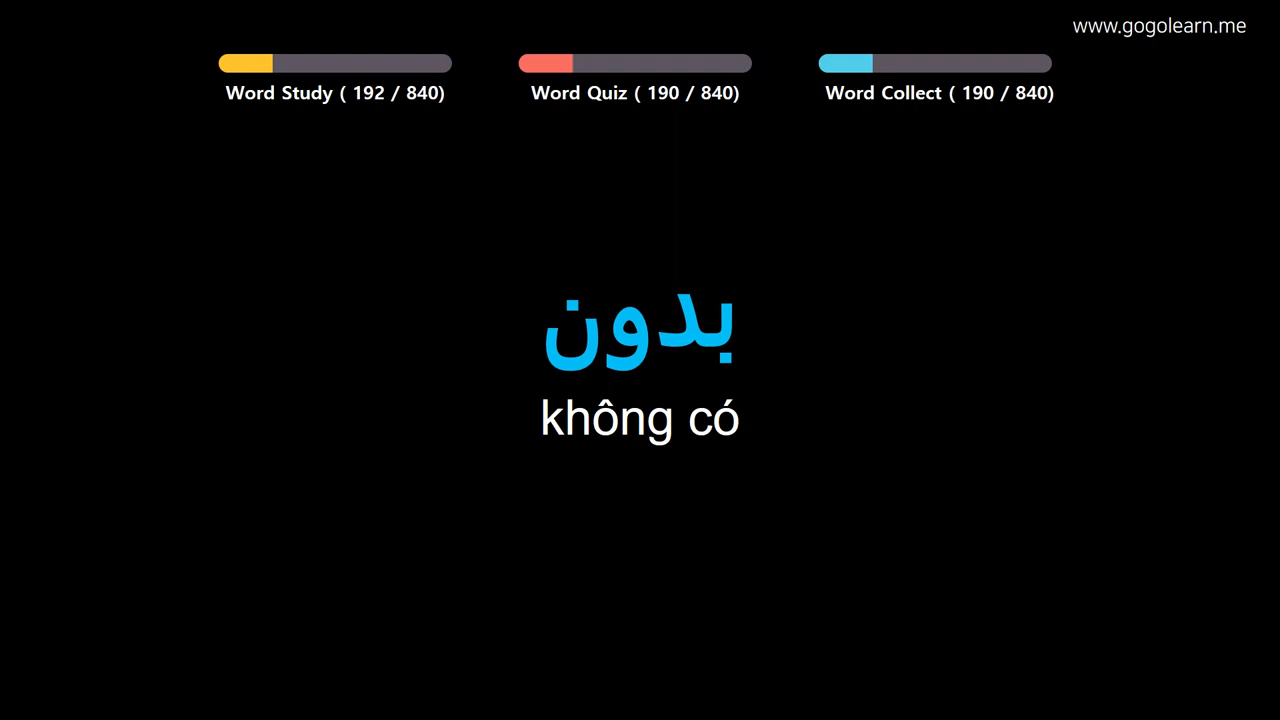 www.gogolearn.me
Word Study ( 192 / 840)
Word Quiz ( 190 / 840)
Word Collect ( 190 / 840)
بدون
không có